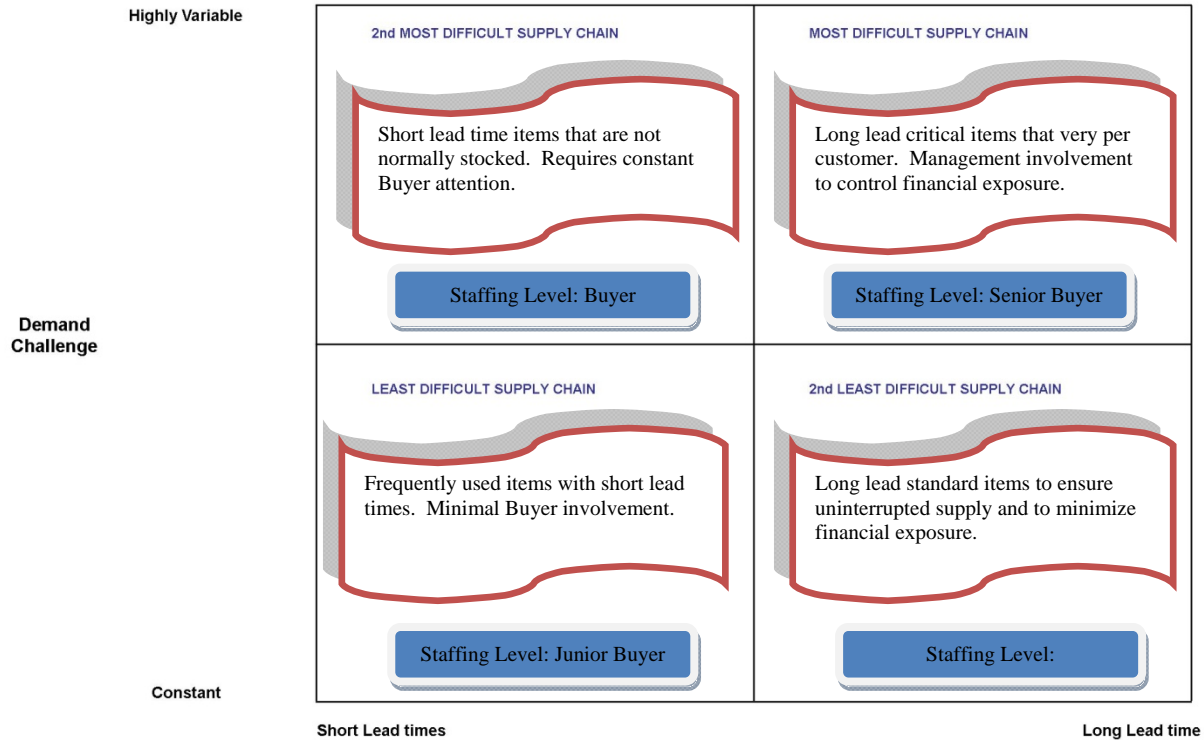 Highly Variable
2nd MOST DIFFICULT SUPPLY CHAIN
Short lead time items that are not
normally stocked. Requires constant
Buyer attention.
Staffing Level: Buyer
MOST DIFFICULT SUPPLY CHAIN
Long lead critical items that very per
customer. Management involvement
to control financial exposure.
Staffing Level: Senior Buyer
Demand
Challenge
LEAST DIFFICULT SUPPLY CHAIN
Frequently used items with short lead
times. Minimal Buyer involvement.
Staffing Level: Junior Buyer
2nd LEAST DIFFICULT SUPPLY CHAIN
Long lead standard items to ensure
uninterrupted supply and to minimize
financial exposure.
Staffing Level:
Constant
Short Lead times
Long Lead time